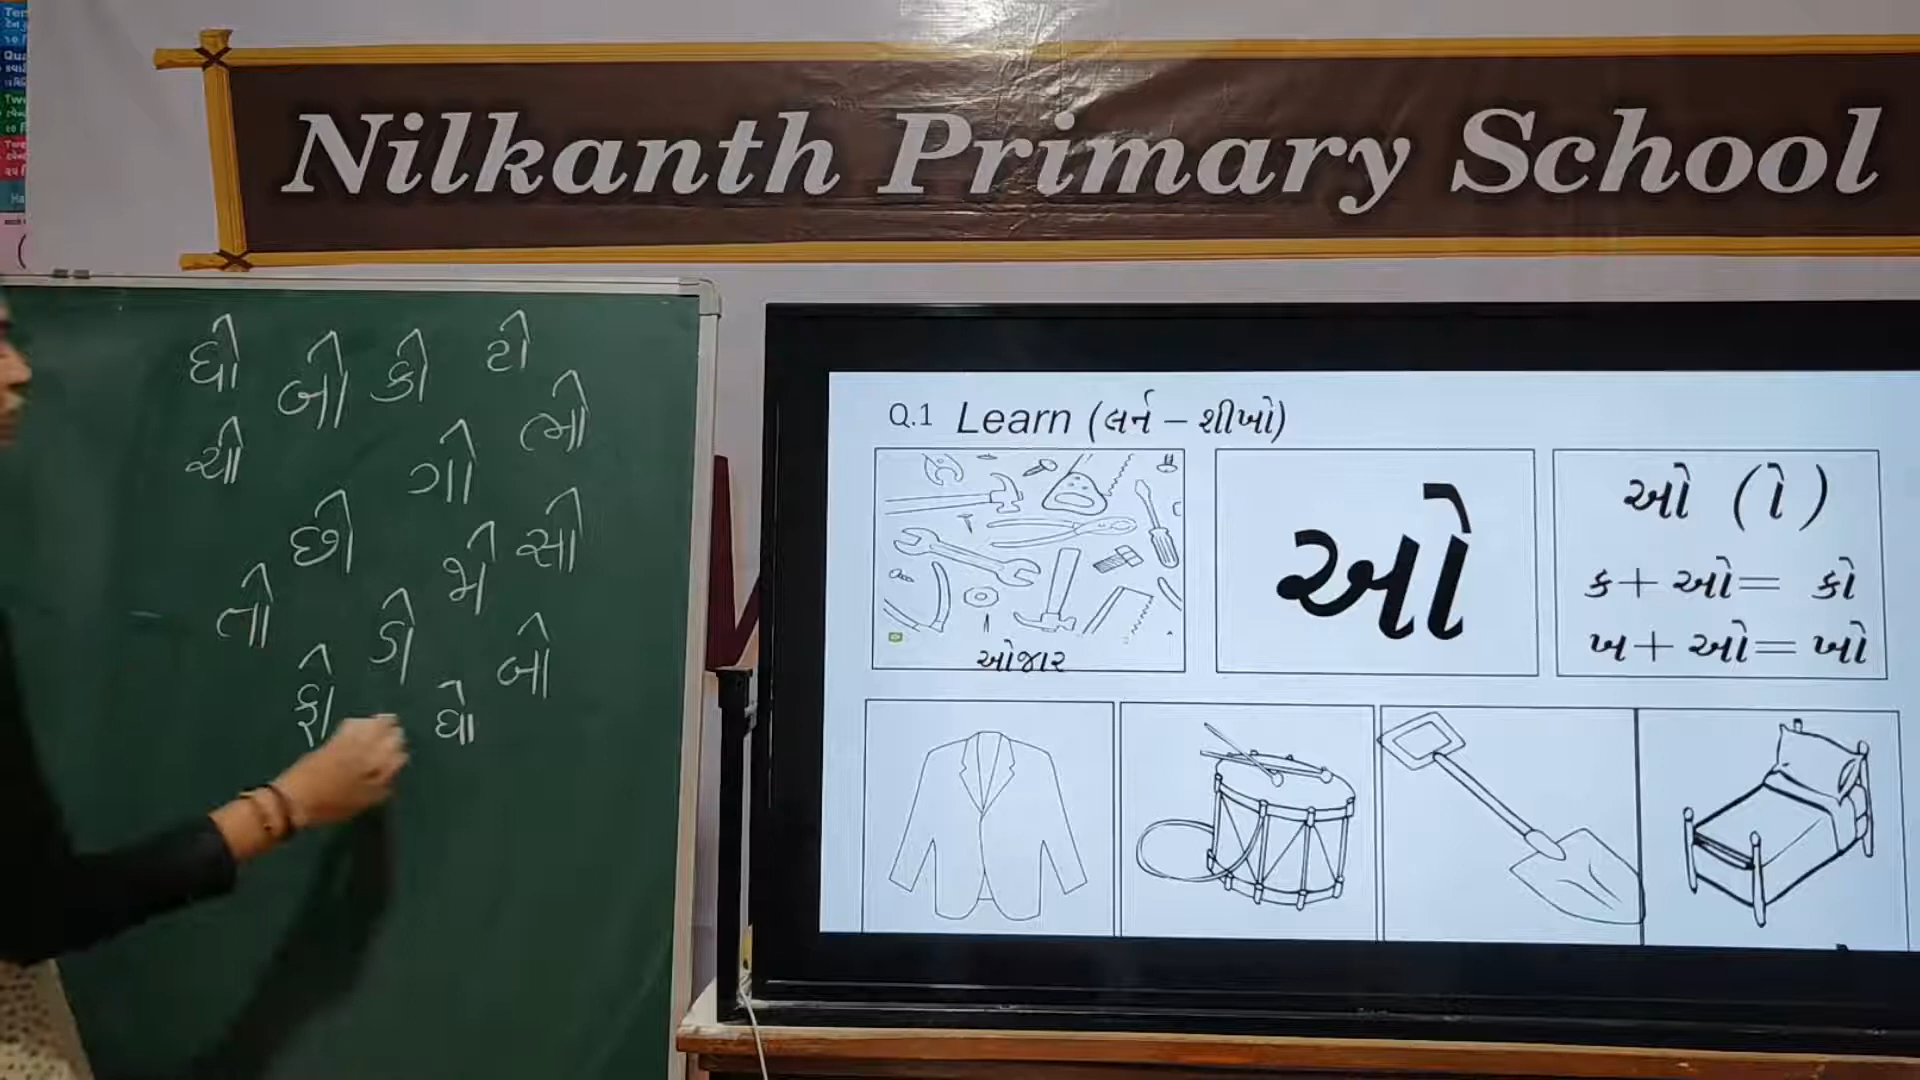 Nilkanth Primary School
ટો
ઘો બો કો
ભો
ચો ગો
છો સો
મો
તો ડો
બો
ફો ઘો
Q.1 Learn (લર્ન – શીખો)
ઓજાર
ઓ
ઓ (ો)
ક + ઓ = કો
ખ + ઓ = ખો